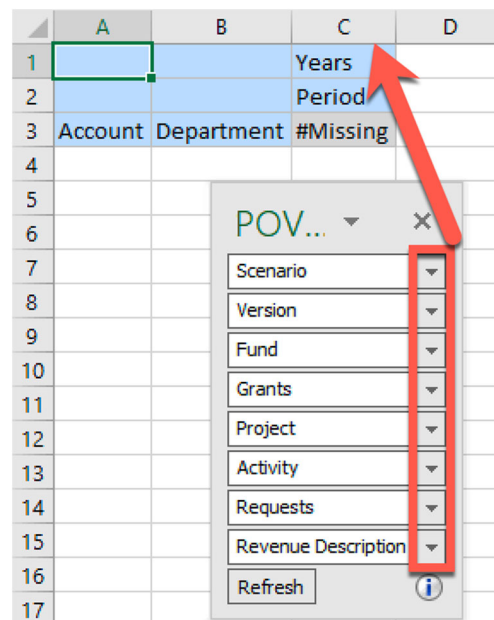 A B C D
1 Years
2 Period
3 Account Department #Missing
4
5
6
7
8
9
10
11
12
13
14
15
16
17
POV...
Scenario
Version
Fund
Grants
Project
Activity
Requests
Revenue Description
Refresh